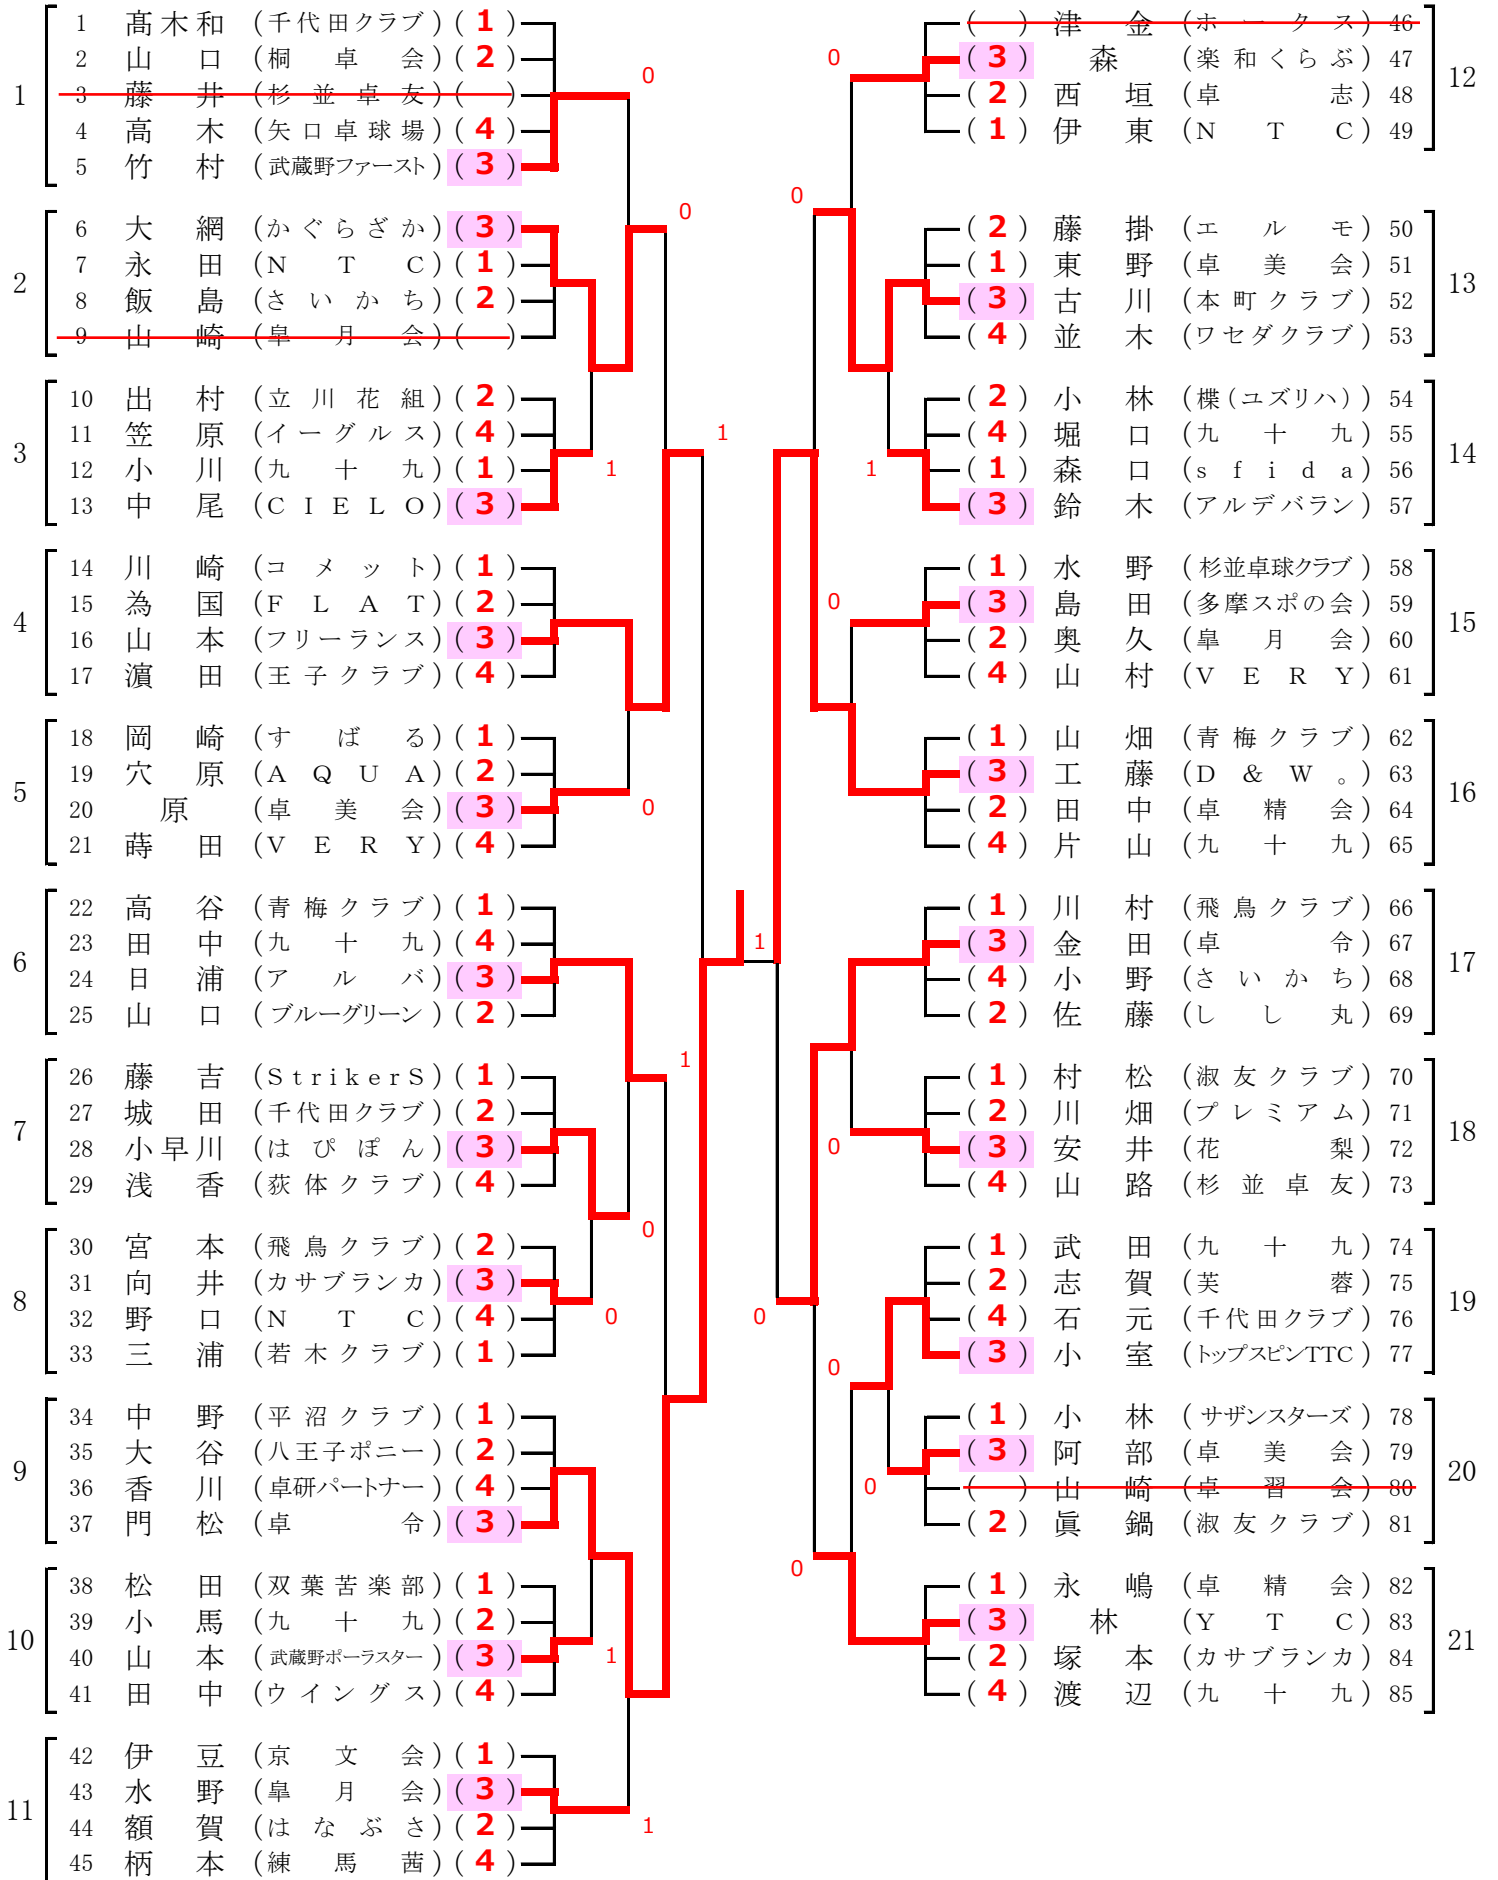 1
1 髙木和 (千代田クラブ) (1)
2 山口 (桐卓会) (2)
3 藤井 (杉並卓友) ( )
4 高木 (矢口卓球場) (4)
5 竹村 (武蔵野ファースト) (3)
0
2
6 大網 (かぐらざか) (3)
7 永田 (NTC) (1)
8 飯島 (さいかち) (2)
9 山崎 (皐月会) ( )
0
3
10 出村 (立川花組) (2)
11 笠原 (イーグルス) (4)
12 小川 (九十九) (1)
13 中尾 (CIELO) (3)
1
1
4
14 川崎 (コメット) (1)
15 為国 (FLAT) (2)
16 山本 (フリーランス) (3)
17 濵田 (王子クラブ) (4)
5
18 岡崎 (すばる) (1)
19 穴原 (AQUA) (2)
20 原 (卓美会) (3)
21 蒔田 (VERY) (4)
0
6
22 高谷 (青梅クラブ) (1)
23 田中 (九十九) (4)
24 日浦 (アルバ) (3)
25 山口 (ブルーグリーン) (2)
1
7
26 藤吉 (StrikerS) (1)
27 城田 (千代田クラブ) (2)
28 小早川 (はぴぽん) (3)
29 浅香 (荻体クラブ) (4)
1
0
8
30 宮本 (飛鳥クラブ) (2)
31 向井 (カサブランカ) (3)
32 野口 (NTC) (4)
33 三浦 (若木クラブ) (1)
0
0
9
34 中野 (平沼クラブ) (1)
35 大谷 (八王子ポニー) (2)
36 香川 (卓研パートナー) (4)
37 門松 (卓令) (3)
10
38 松田 (双葉苦楽部) (1)
39 小馬 (九十九) (2)
40 山本 (武蔵野ポーラスター) (3)
41 田中 (ウイングス) (4)
1
11
42 伊豆 (京文会) (1)
43 水野 (皐月会) (3)
44 額賀 (はなぶさ) (2)
45 柄本 (練馬茜) (4)
1
12
( ) 津金 (ホークス) 46
(3) 森 (楽和くらぶ) 47
(2) 西垣 (卓志) 48
(1) 伊東 (NTC) 49
0
0
13
(2) 藤掛 (エルモ) 50
(1) 東野 (卓美会) 51
(3) 古川 (本町クラブ) 52
(4) 並木 (ワセダクラブ) 53
14
(2) 小林 (楪(ユズリハ)) 54
(4) 堀口 (九十九) 55
(1) 森口 (sfida) 56
(3) 鈴木 (アルデバラン) 57
1
15
(1) 水野 (杉並卓球クラブ) 58
(3) 島田 (多摩スポの会) 59
(2) 奥久 (皐月会) 60
(4) 山村 (VERY) 61
0
16
(1) 山畑 (青梅クラブ) 62
(3) 工藤 (D&W。) 63
(2) 田中 (卓精会) 64
(4) 片山 (九十九) 65
17
(1) 川村 (飛鳥クラブ) 66
(3) 金田 (卓令) 67
(4) 小野 (さいかち) 68
(2) 佐藤 (しし丸) 69
18
(1) 村松 (淑友クラブ) 70
(2) 川畑 (プレミアム) 71
(3) 安井 (花梨) 72
(4) 山路 (杉並卓友) 73
0
19
(1) 武田 (九十九) 74
(2) 志賀 (芙蓉) 75
(4) 石元 (千代田クラブ) 76
(3) 小室 (トップスピンTTC) 77
0
20
(1) 小林 (サザンスターズ) 78
(3) 阿部 (卓美会) 79
( ) 山崎 (卓習会) 80
(2) 眞鍋 (淑友クラブ) 81
0
0
21
(1) 永嶋 (卓精会) 82
(3) 林 (YTC) 83
(2) 塚本 (カサブランカ) 84
(4) 渡辺 (九十九) 85